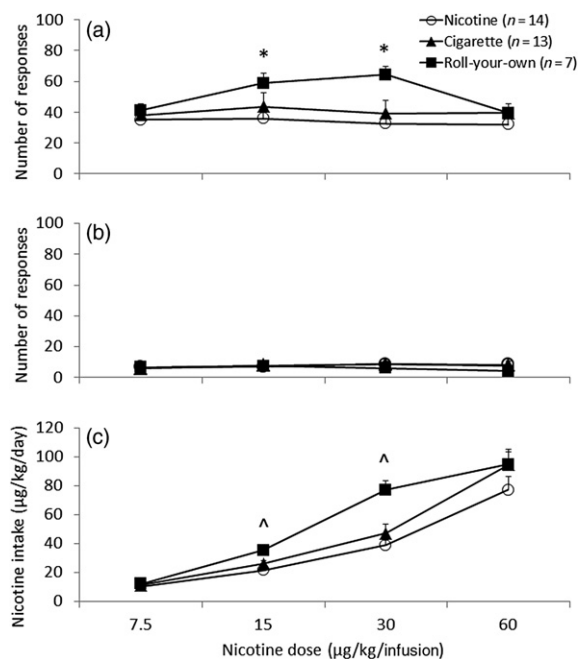 (a)
Nicotine (n = 14)
Cigarette (n = 13)
Roll-your-own (n = 7)
Number of responses
100
80
60
40
20
0
* *
(b)
Number of responses
100
80
60
40
20
0
(c)
Nicotine intake (µg/kg/day)
120
100
80
60
40
20
0
^ ^
7.5 15 30 60
Nicotine dose (µg/kg/infusion)